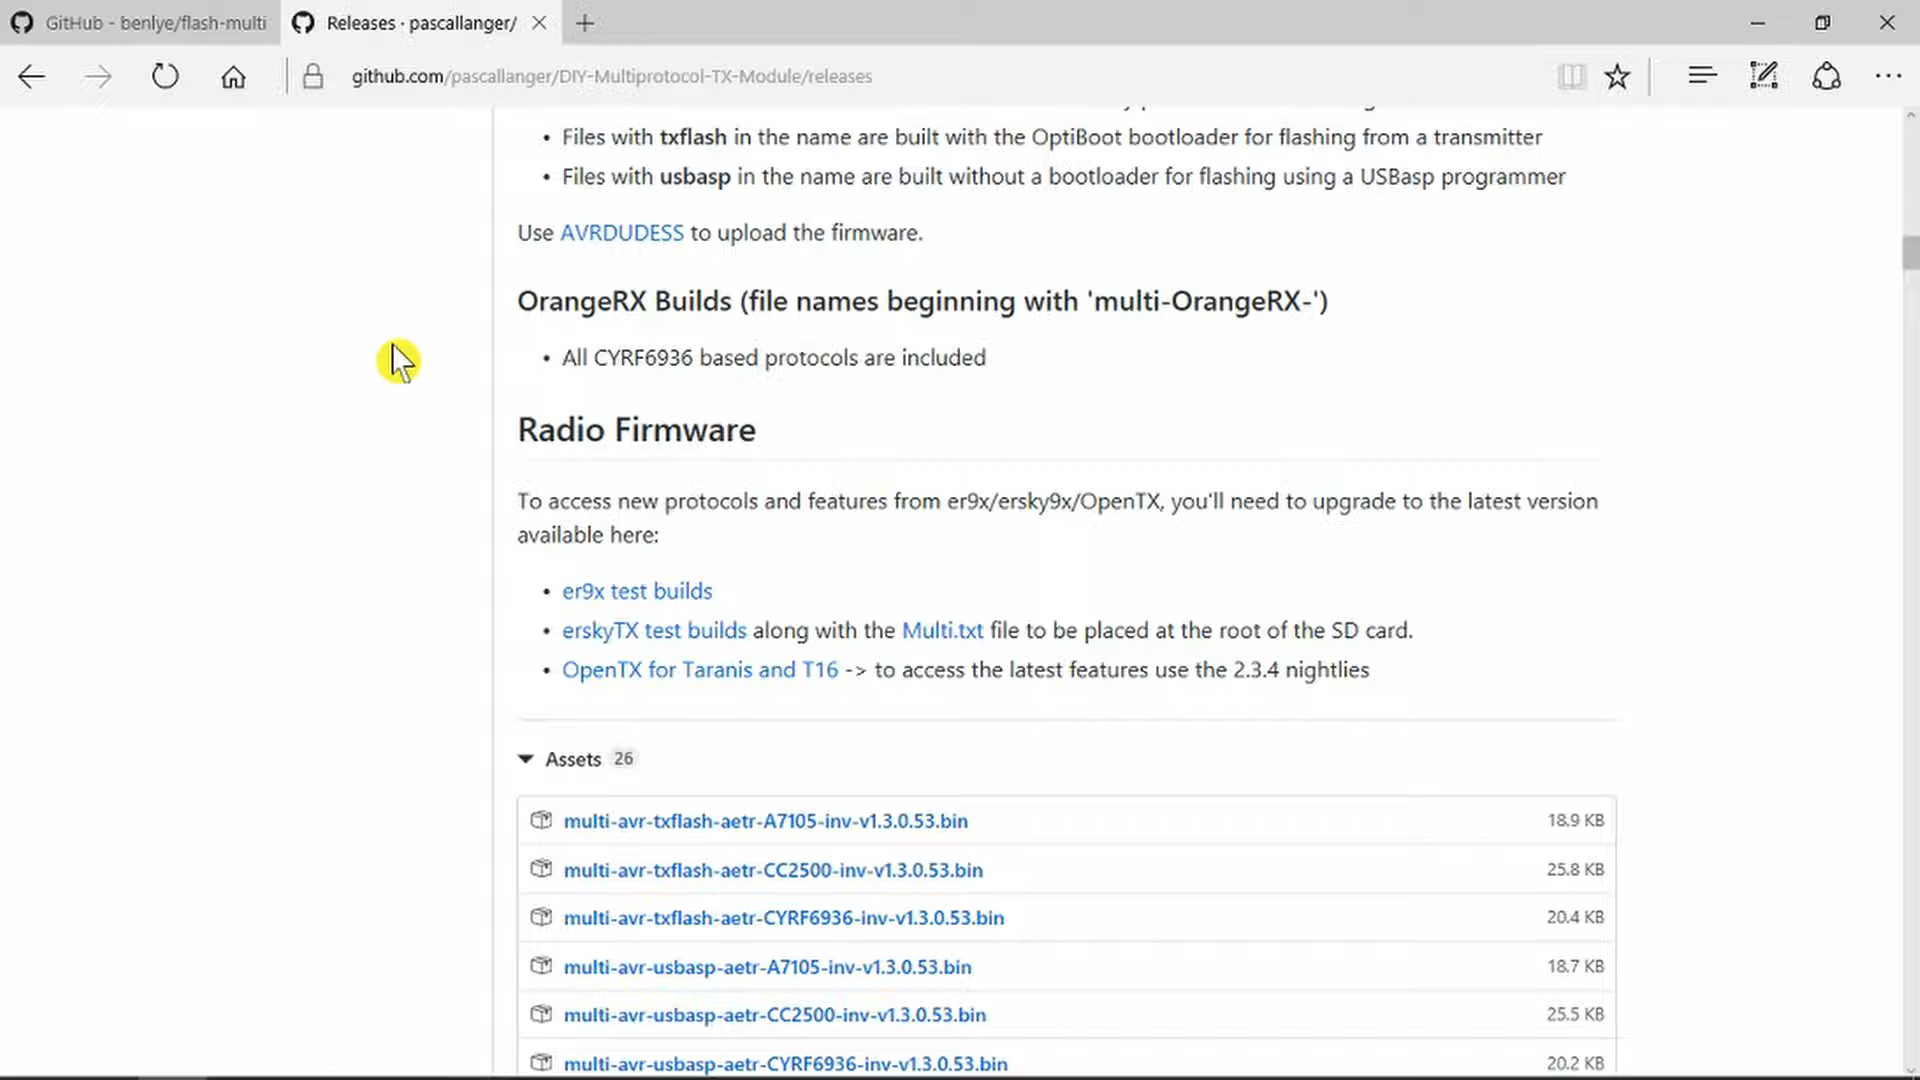 GitHub - benlye/flash-multi
Releases · pascallanger/
github.com/pascallanger/DIY-Multiprotocol-TX-Module/releases
• Files with txflash in the name are built with the OptiBoot bootloader for flashing from a transmitter
• Files with usbasp in the name are built without a bootloader for flashing using a USBasp programmer
Use AVRDUDESS to upload the firmware.
OrangeRX Builds (file names beginning with 'multi-OrangeRX-')
• All CYRF6936 based protocols are included
Radio Firmware
To access new protocols and features from er9x/ersky9x/OpenTX, you'll need to upgrade to the latest version
available here:
• er9x test builds
• erskyTX test builds along with the Multi.txt file to be placed at the root of the SD card.
• OpenTX for Taranis and T16 -> to access the latest features use the 2.3.4 nightlies
Assets 26
multi-avr-txflash-aetr-A7105-inv-v1.3.0.53.bin 18.9 KB
multi-avr-txflash-aetr-CC2500-inv-v1.3.0.53.bin 25.8 KB
multi-avr-txflash-aetr-CYRF6936-inv-v1.3.0.53.bin 20.4 KB
multi-avr-usbasp-aetr-A7105-inv-v1.3.0.53.bin 18.7 KB
multi-avr-usbasp-aetr-CC2500-inv-v1.3.0.53.bin 25.5 KB
multi-avr-usbasp-aetr-CYRF6936-inv-v1.3.0.53.bin 20.2 KB